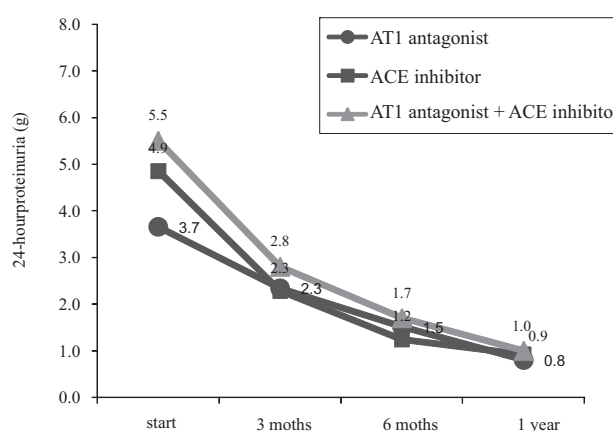 8.0
7.0
6.0
5.0
4.0
3.0
2.0
1.0
0.0
24-hourproteinuria (g)
AT1 antagonist
ACE inhibitor
AT1 antagonist + ACE inhibitor
5.5
4.9
3.7
2.8
2.3
2.3
1.7
1.2
1.5
1.0
0.9
0.8
start
3 moths
6 moths
1 year